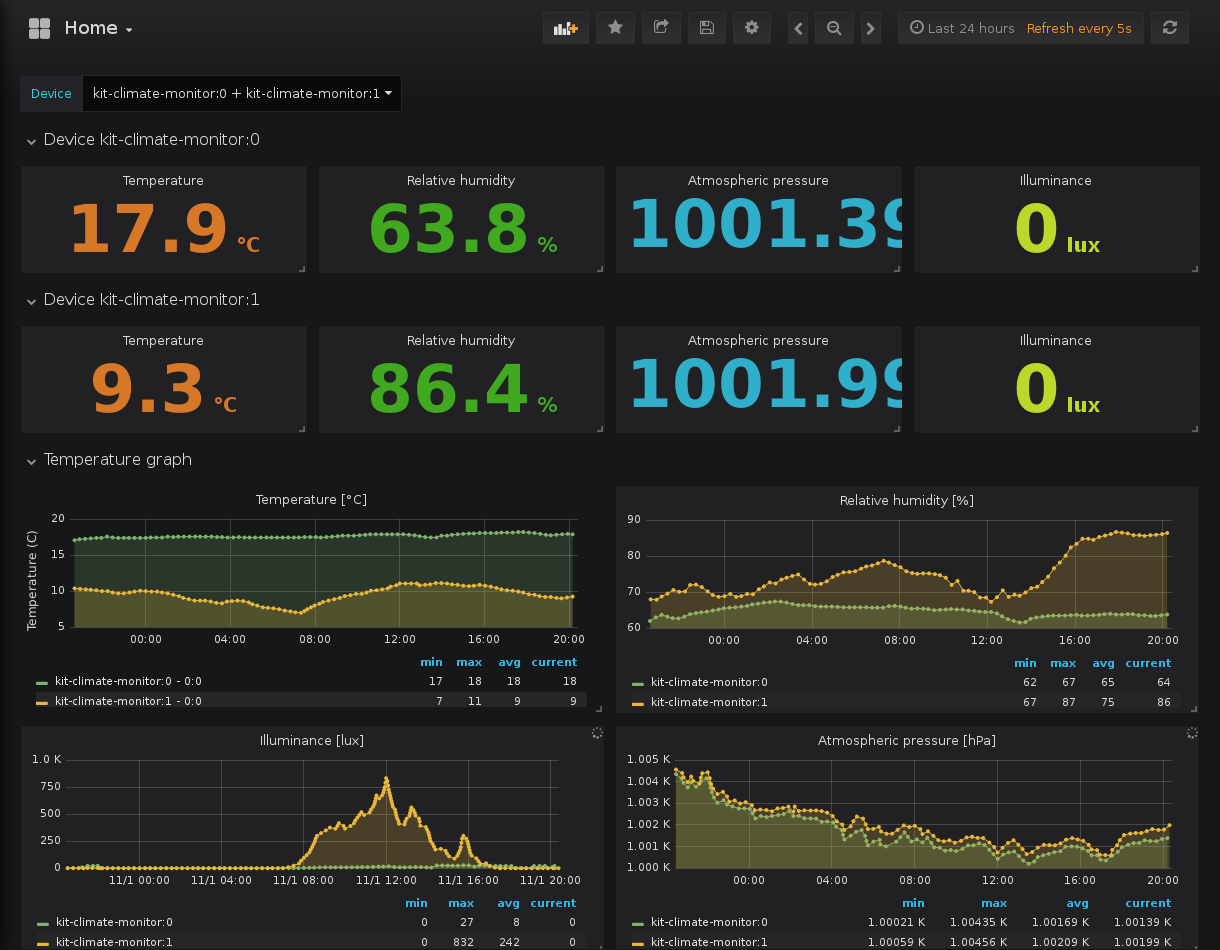 Home
Last 24 hours Refresh every 5s
Device kit-climate-monitor:0 + kit-climate-monitor:1
Device kit-climate-monitor:0
Temperature Relative humidity Atmospheric pressure Illuminance
17.9 °C 63.8 % 1001.39 0 lux
Device kit-climate-monitor:1
Temperature Relative humidity Atmospheric pressure Illuminance
9.3 °C 86.4 % 1001.99 0 lux
Temperature graph
Temperature [°C]
Temperature (C)
20
15
10
5
00:00 04:00 08:00 12:00 16:00 20:00
min max avg current
kit-climate-monitor:0 - 0:0 17 18 18 18
kit-climate-monitor:1 - 0:0 7 11 9 9
Relative humidity [%]
90
80
70
60
00:00 04:00 08:00 12:00 16:00 20:00
min max avg current
kit-climate-monitor:0 62 67 65 64
kit-climate-monitor:1 67 87 75 86
Illuminance [lux]
1.0 K
750
500
250
0
11/1 00:00 11/1 04:00 11/1 08:00 11/1 12:00 11/1 16:00 11/1 20:00
min max avg current
kit-climate-monitor:0 0 27 8 0
kit-climate-monitor:1 0 832 242 0
Atmospheric pressure [hPa]
1.005 K
1.004 K
1.003 K
1.002 K
1.001 K
1.000 K
00:00 04:00 08:00 12:00 16:00 20:00
min max avg current
kit-climate-monitor:0 1.00021 K 1.00435 K 1.00169 K 1.00139 K
kit-climate-monitor:1 1.00059 K 1.00456 K 1.00209 K 1.00199 K